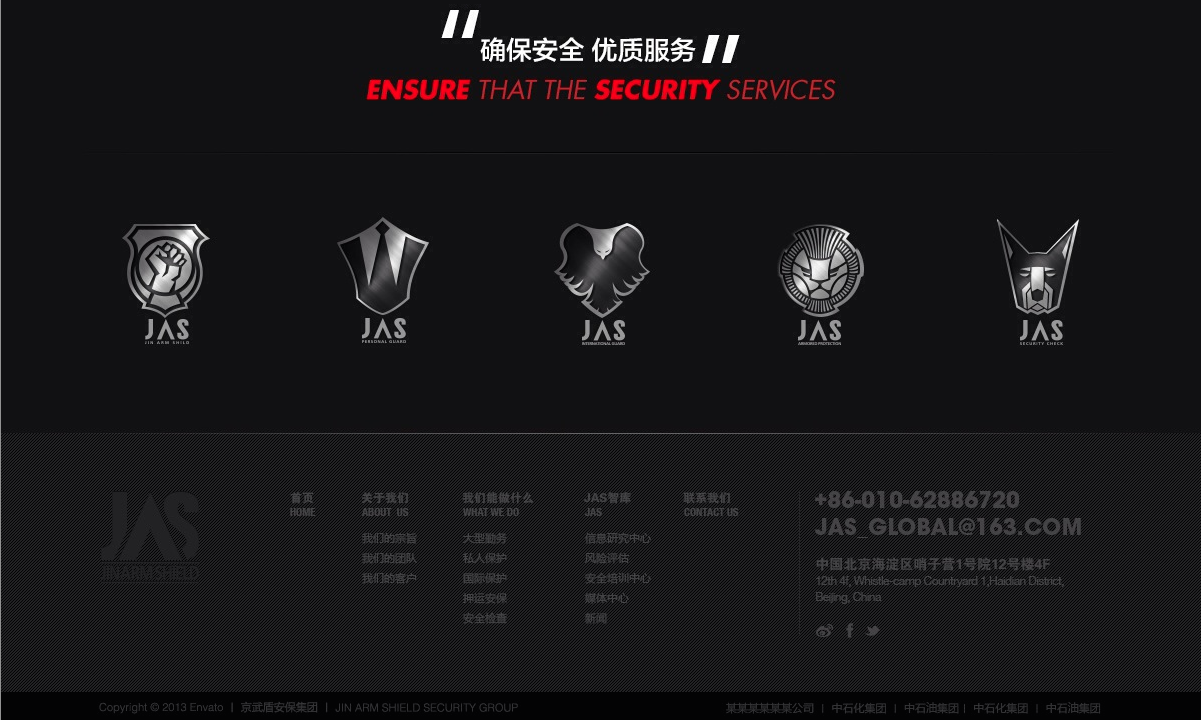 "确保安全 优质服务"
ENSURE THAT THE SECURITY SERVICES
JAS
JIN ARM SHILD
JAS
PERSONAL GUARD
JAS
INTERNATIONAL GUARD
JAS
ARMORED PROTECTION
JAS
SECURITY CHECK
JAS
JIN ARM SHIELD
首页
HOME
关于我们
ABOUT US
我们的宗旨
我们的团队
我们的客户
我们能做什么
WHAT WE DO
大型勤务
私人保护
国际保护
押运安保
安全检查
JAS智库
JAS
信息研究中心
风险评估
安全培训中心
媒体中心
新闻
联系我们
CONTACT US
+86-010-62886720
JAS_GLOBAL@163.COM
中国北京海淀区哨子营1号院12号楼4F
12th 4f, Whistle-camp Countryard 1,Haidian District,
Beijing, China
Copyright © 2013 Envato | 京武盾安保集团 | JIN ARM SHIELD SECURITY GROUP
某某某某某某公司 | 中石化集团 | 中石油集团 | 中石化集团 | 中石油集团